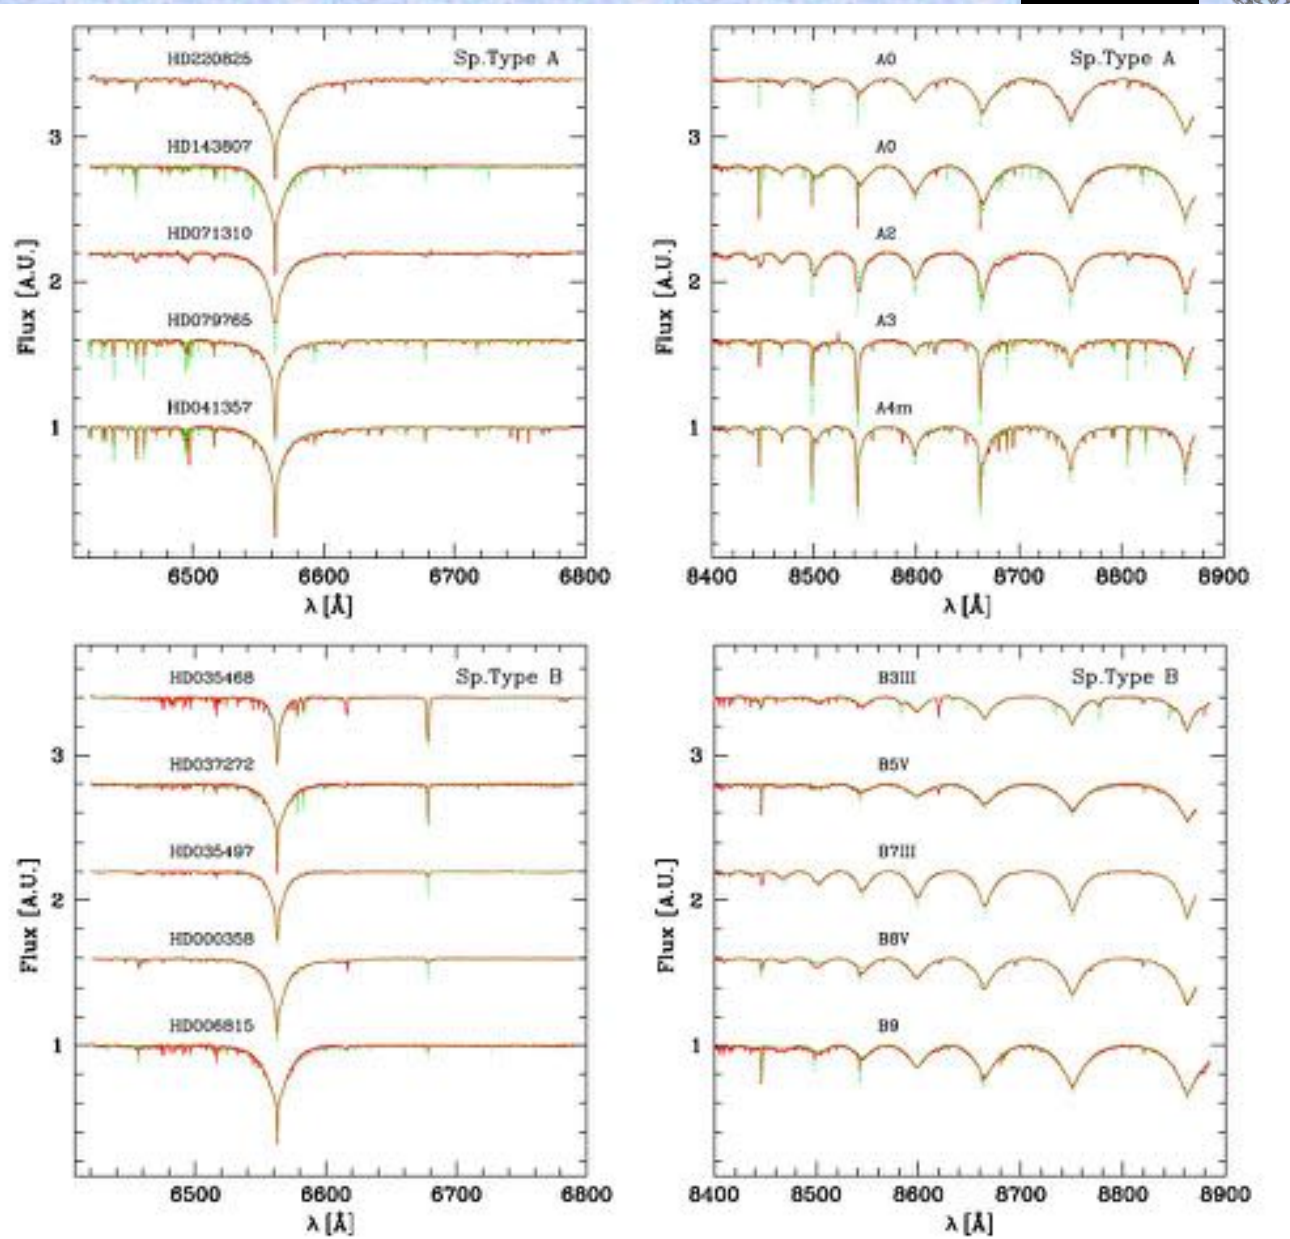 HD220825
Sp.Type A
HD143807
HD071310
HD079765
HD041357
3
2
1
Flux [A.U.]
6500
6600
6700
6800
λ [Å]
A0
Sp.Type A
A0
A2
A3
A4m
3
2
1
Flux [A.U.]
8400
8500
8600
8700
8800
8900
λ [Å]
HD035468
Sp.Type B
HD037272
HD035497
HD000358
HD006815
3
2
1
Flux [A.U.]
6500
6600
6700
6800
λ [Å]
B3III
Sp.Type B
B5V
B7III
B8V
B9
3
2
1
Flux [A.U.]
8400
8500
8600
8700
8800
8900
λ [Å]